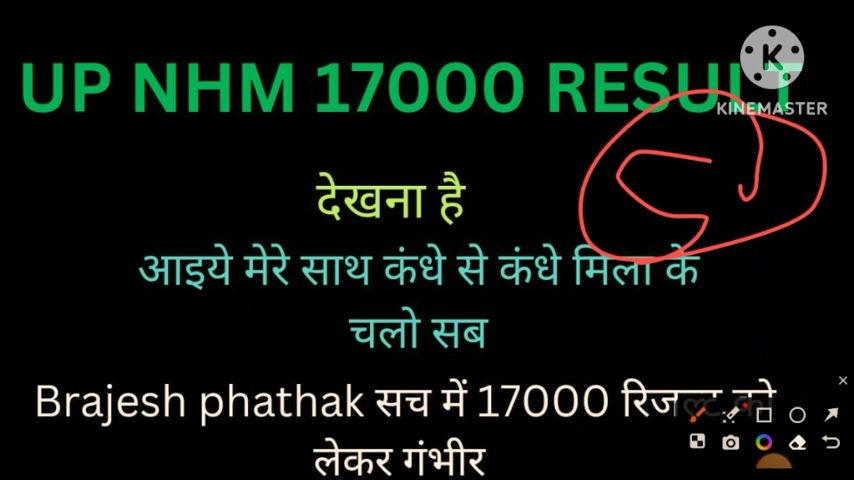 UP NHM 17000 RESULT
K
KINEMASTER
देखना है
आइये मेरे साथ कंधे से कंधे मिला के
चलो सब
Brajesh phathak सच में 17000 को
लेकर गंभीर